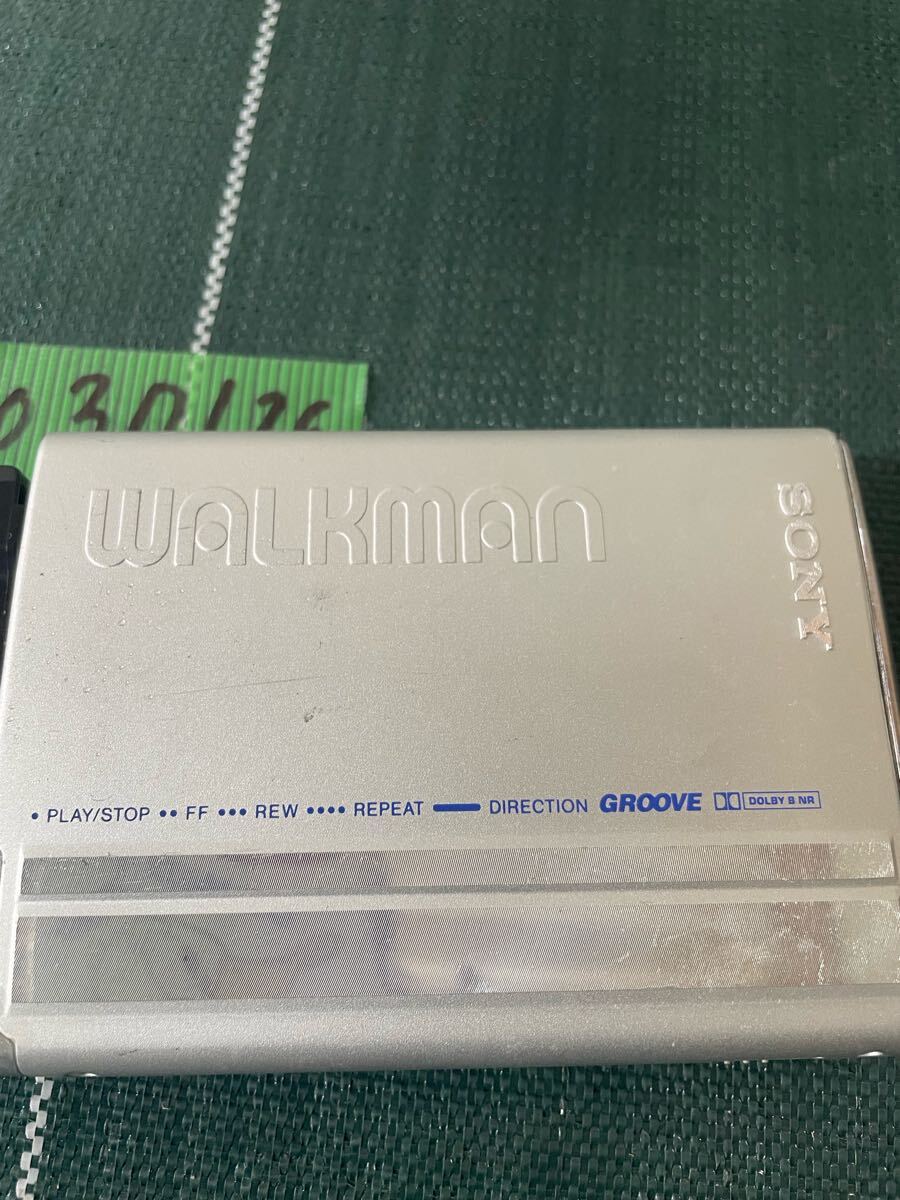 WALKMAN
SONY
• PLAY/STOP •• FF ••• REW •••• REPEAT — DIRECTION GROOVE DOLBY B NR